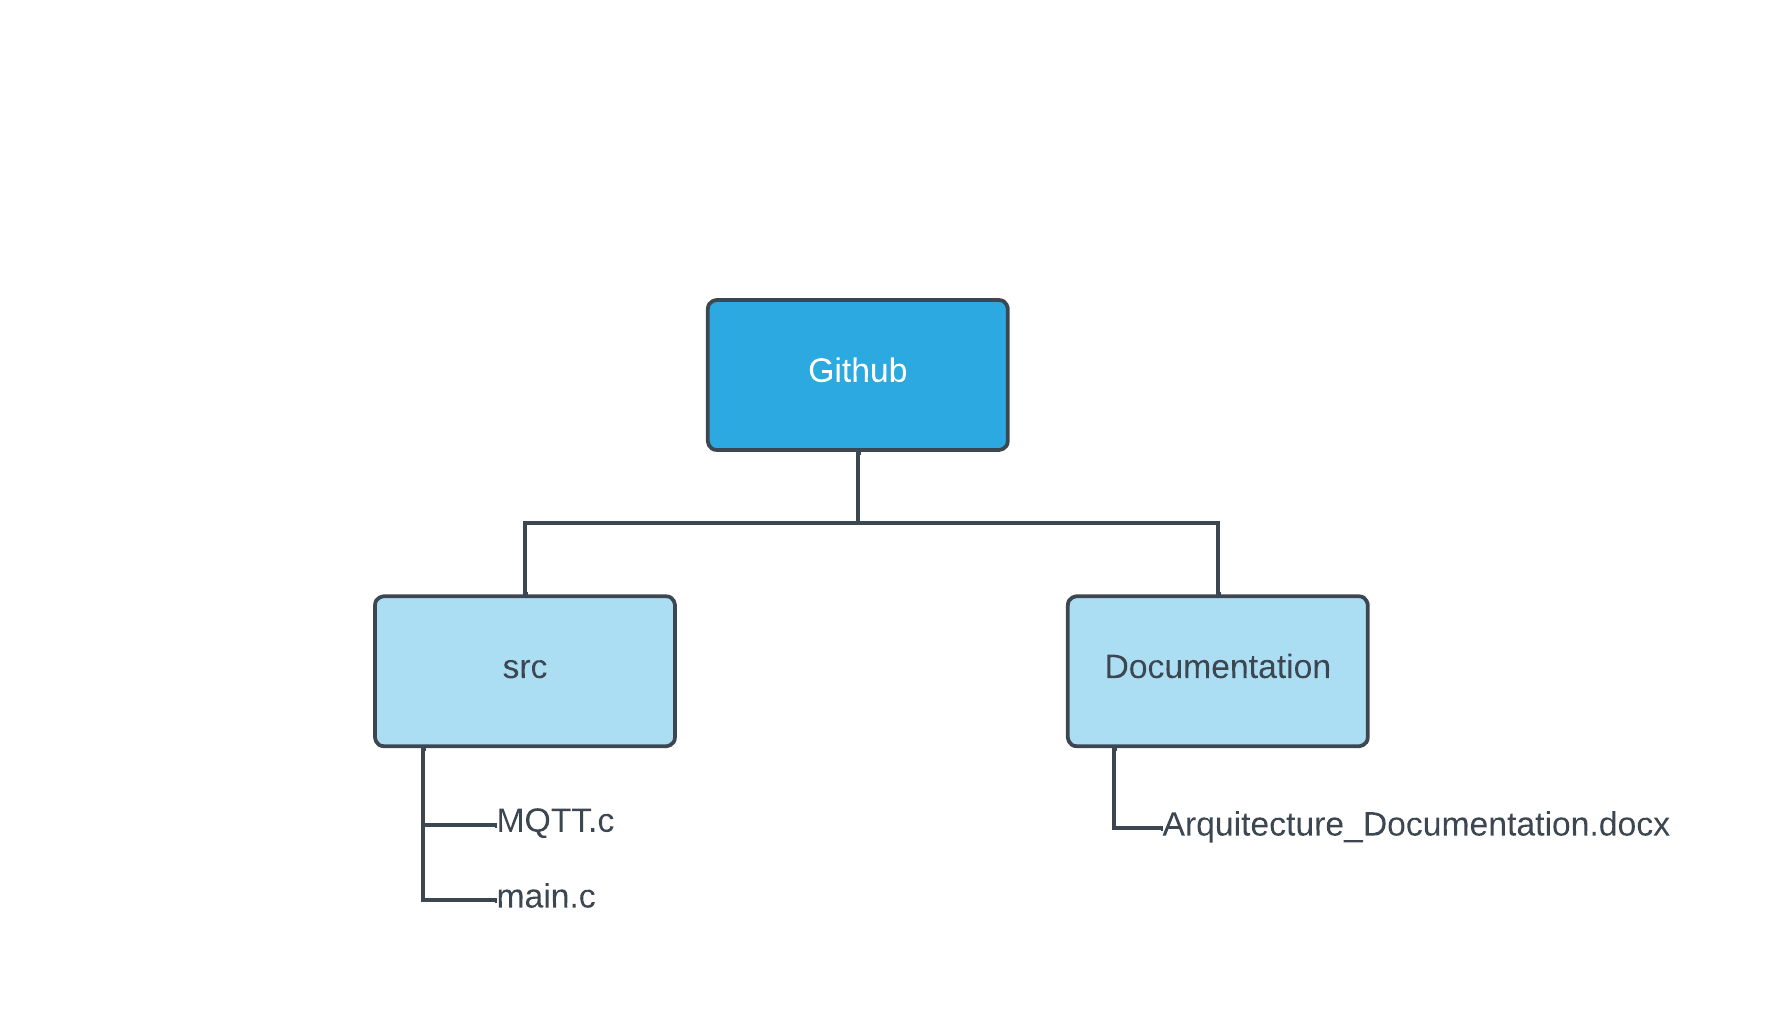 Github
src
Documentation
MQTT.c
Arquitecture_Documentation.docx
main.c